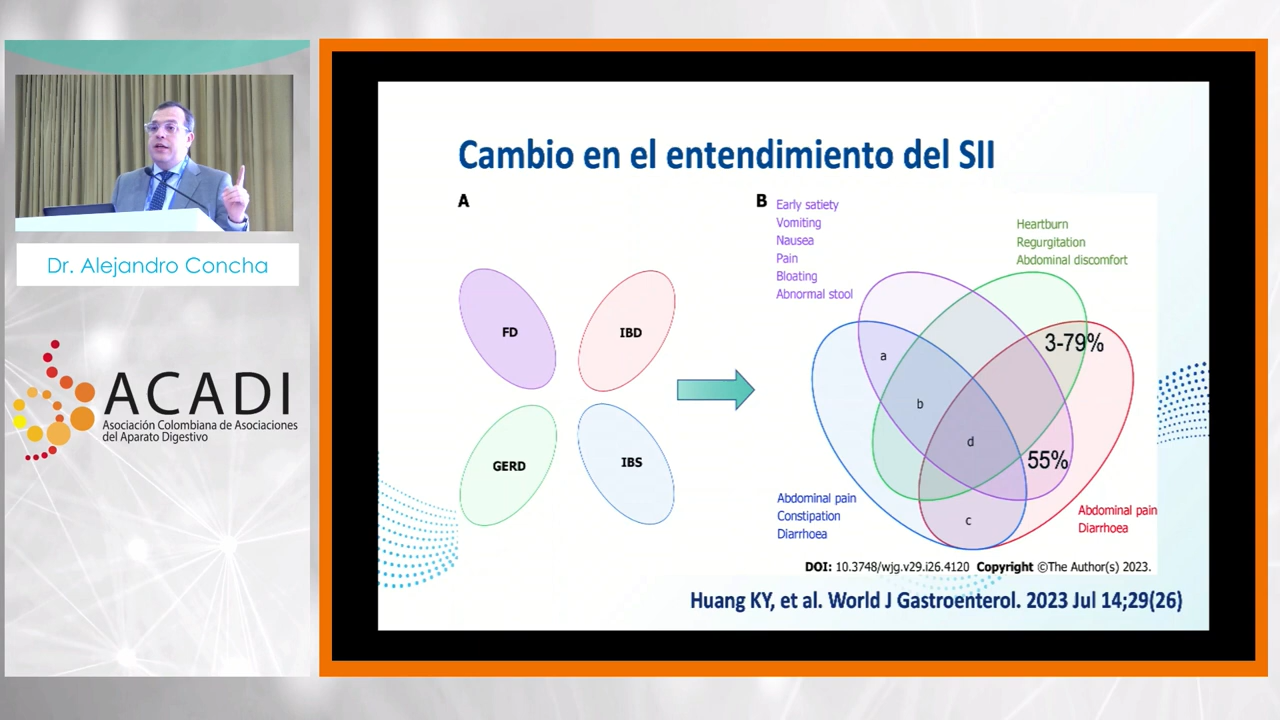 Dr. Alejandro Concha
ACADI
Asociación Colombiana de Asociaciones
del Aparato Digestivo
Cambio en el entendimiento del SII
A
FD
IBD
GERD
IBS
B
Early satiety
Vomiting
Nausea
Pain
Bloating
Abnormal stool
Heartburn
Regurgitation
Abdominal discomfort
3-79%
a
b
d
55%
c
Abdominal pain
Constipation
Diarrhoea
Abdominal pain
Diarrhoea
DOI: 10.3748/wjg.v29.i26.4120 Copyright ©The Author(s) 2023.
Huang KY, et al. World J Gastroenterol. 2023 Jul 14;29(26)